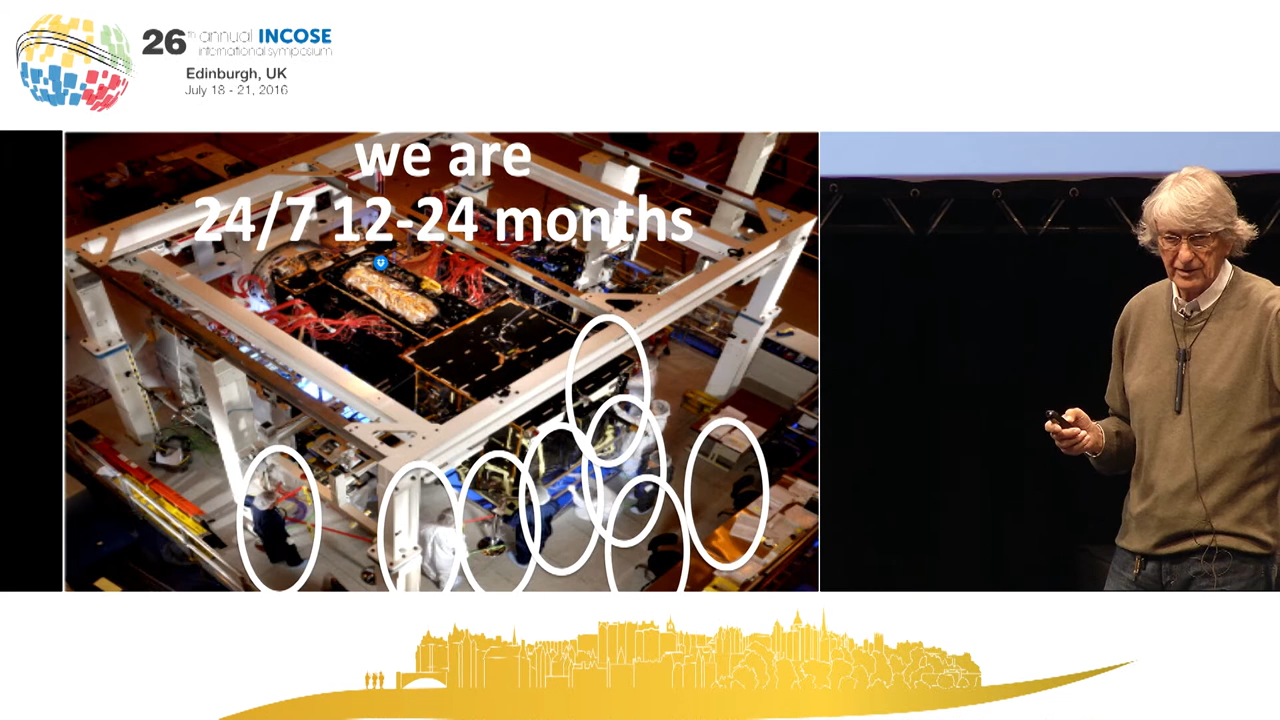 26th annual INCOSE
international symposium
Edinburgh, UK
July 18 - 21, 2016
we are
24/7 12-24 months